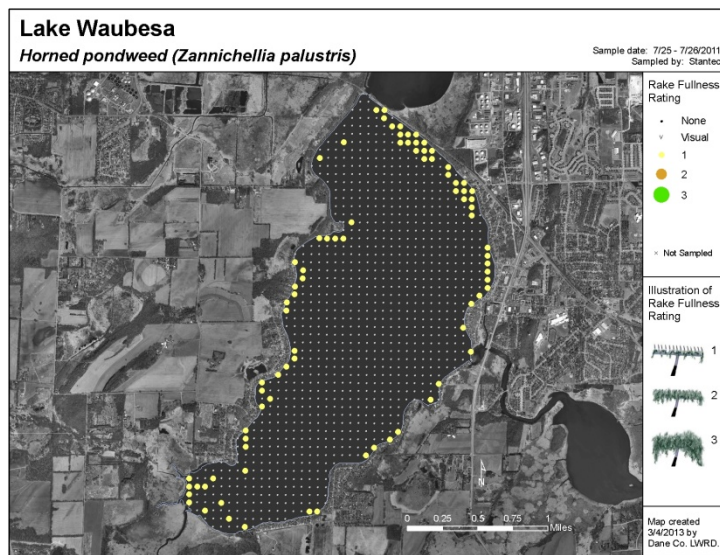 Lake Waubesa
Horned pondweed (Zannichellia palustris)
Sample date: 7/25 - 7/26/2011
Sampled by: Stantec
Rake Fullness
Rating
None
Visual
1
2
3
Not Sampled
Illustration of
Rake Fullness
Rating
1
2
3
N
0 0.25 0.5 0.75 1
Miles
Map created
3/4/2013 by
Dane Co. LWRD.